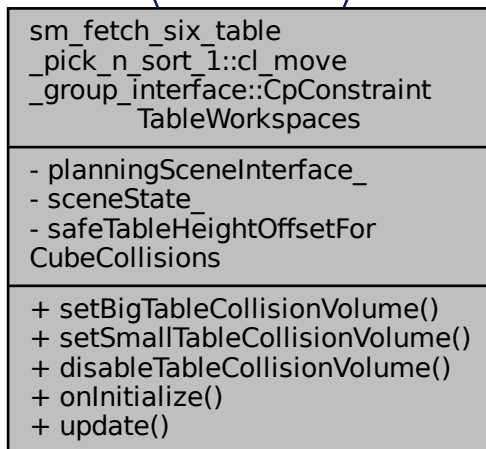 sm_fetch_six_table
_pick_n_sort_1::cl_move
_group_interface::CpConstraint
TableWorkspaces
- planningSceneInterface_
- sceneState_
- safeTableHeightOffsetFor
CubeCollisions
+ setBigTableCollisionVolume()
+ setSmallTableCollisionVolume()
+ disableTableCollisionVolume()
+ onInitialize()
+ update()